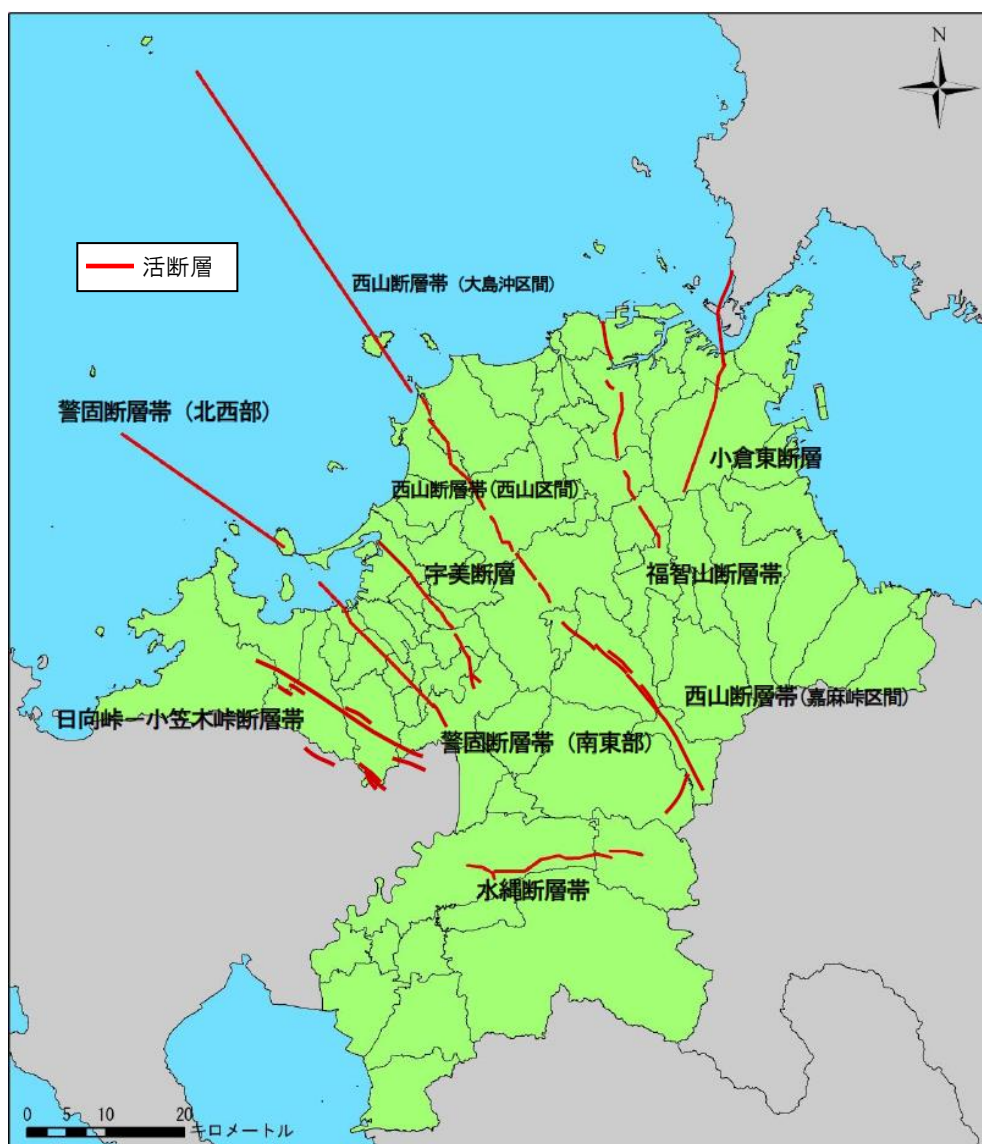 N
活断層
西山断層帯（大島沖区間）
警固断層帯（北西部）
小倉東断層
西山断層帯（西山区間）
宇美断層
福智山断層帯
西山断層帯（嘉麻峠区間）
日向峠ー小笠木峠断層帯
警固断層帯（南東部）
水縄断層帯
0 5 10 20
キロメートル